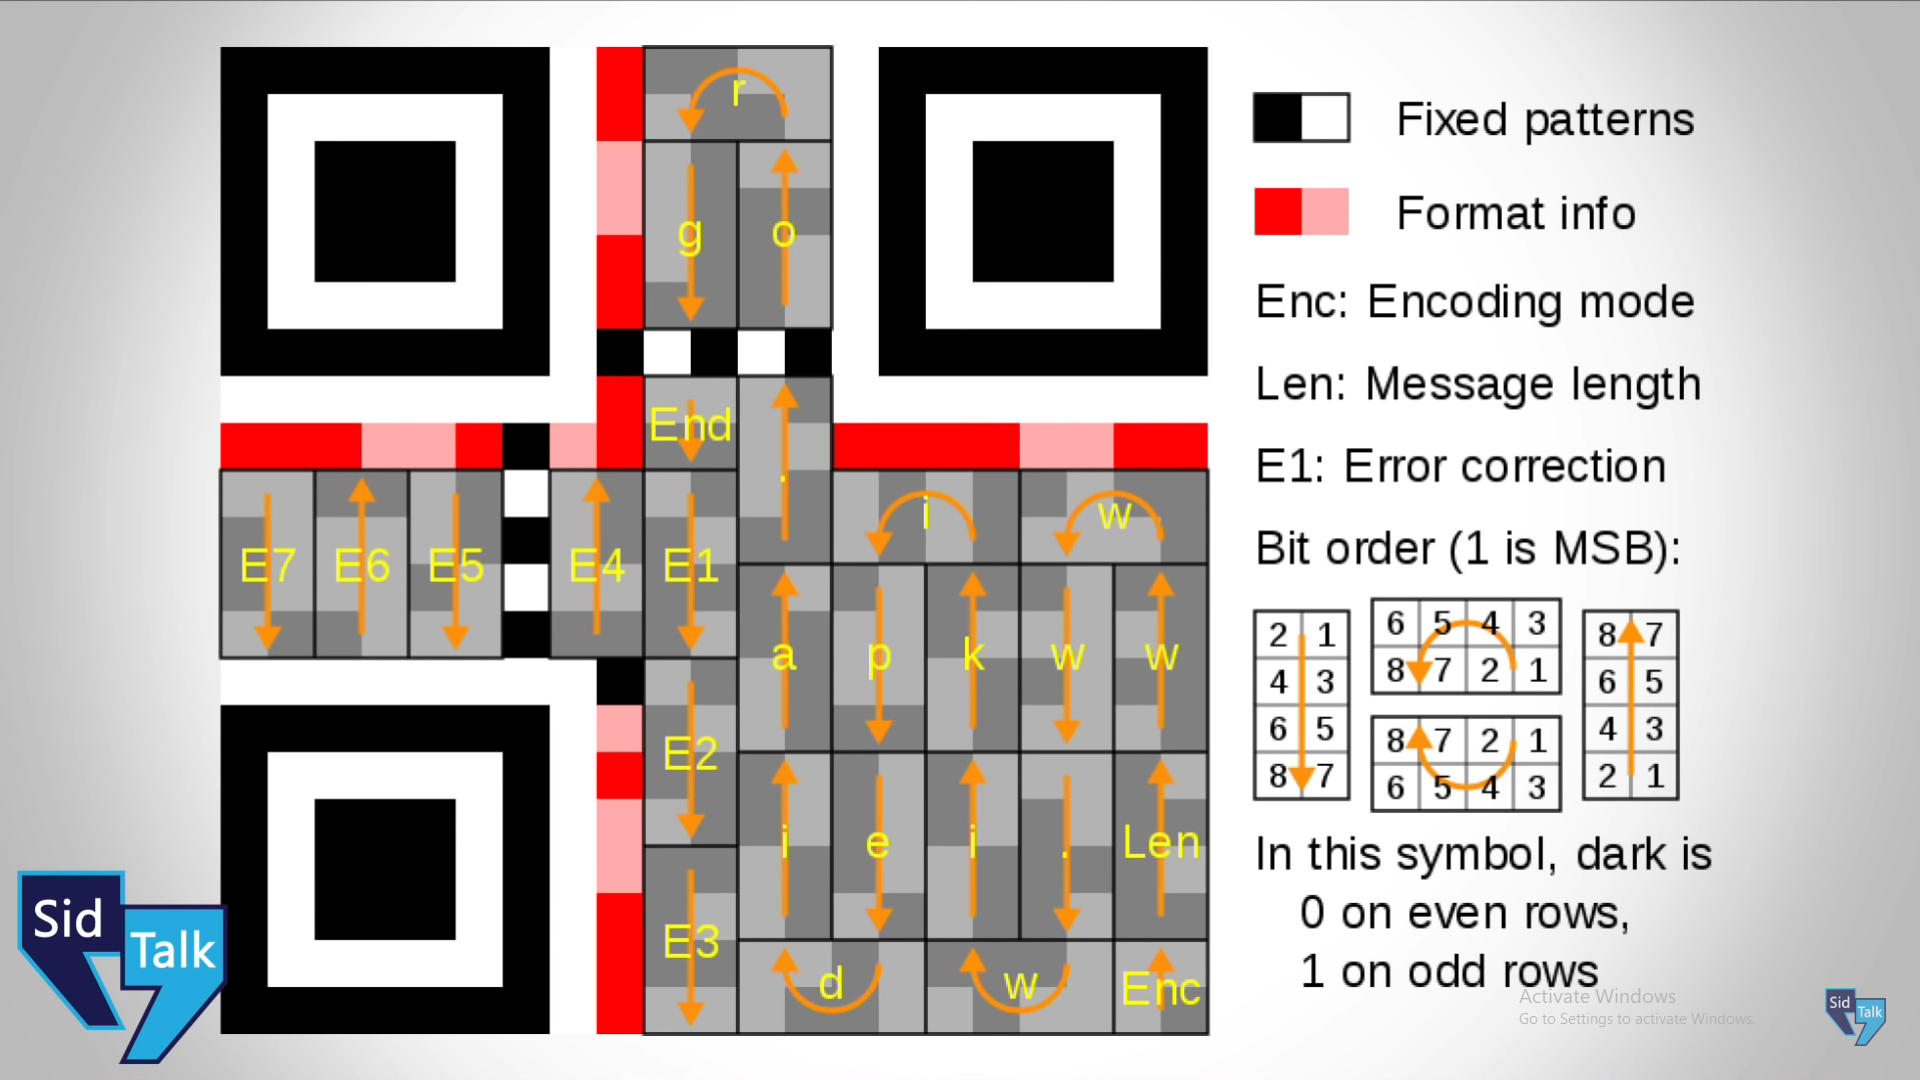 r
g o
End
.
i w
E7 E6 E5 E4 E1
a p k w w
E2
i e i . Len
E3
d w Enc
Fixed patterns
Format info
Enc: Encoding mode
Len: Message length
E1: Error correction
Bit order (1 is MSB):
2 1
4 3
6 5
8 7
6 5 4 3
8 7 2 1
8 7 2 1
6 5 4 3
8 7
6 5
4 3
2 1
In this symbol, dark is
0 on even rows,
1 on odd rows
Sid
Talk
Activate Windows
Go to Settings to activate Windows.
Sid
Talk